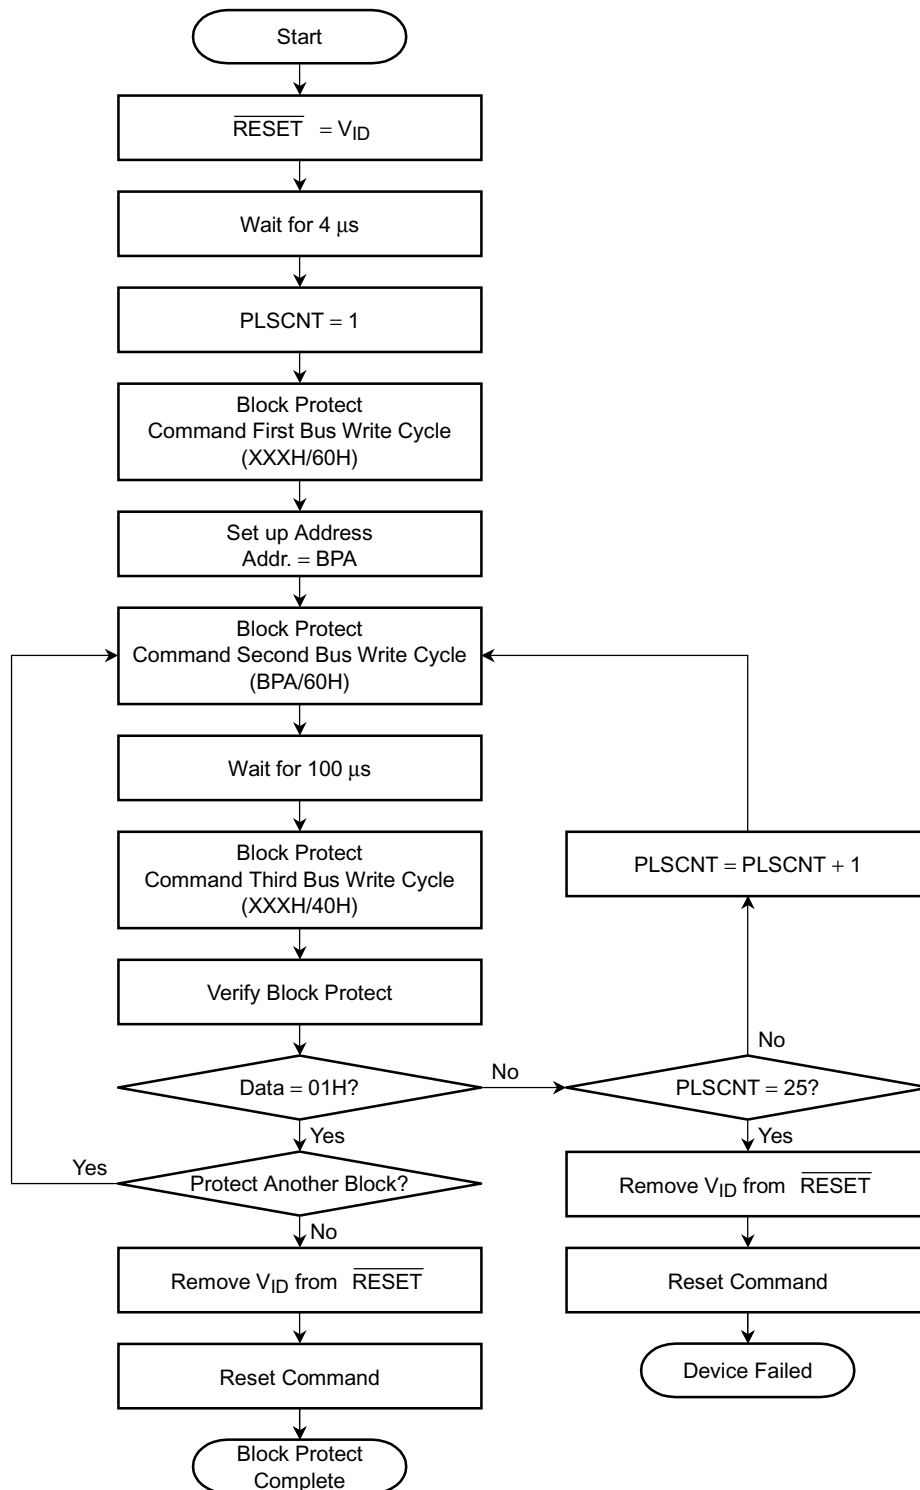 Start
RESET = VID
Wait for 4 μs
PLSCNT = 1
Block Protect
Command First Bus Write Cycle
(XXXH/60H)
Set up Address
Addr. = BPA
Block Protect
Command Second Bus Write Cycle
(BPA/60H)
Wait for 100 μs
Block Protect
Command Third Bus Write Cycle
(XXXH/40H)
PLSCNT = PLSCNT + 1
Verify Block Protect
No
Data = 01H?
No
PLSCNT = 25?
Yes
Yes
Yes
Protect Another Block?
Remove VID from RESET
No
Remove VID from RESET
Reset Command
Reset Command
Device Failed
Block Protect
Complete